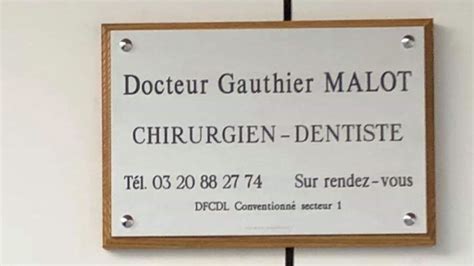 Docteur Gauthier MALOT
CHIRURGIEN-DENTISTE
Tél. 03 20 88 27 74 Sur rendez-vous
DFCDL Conventionné secteur 1